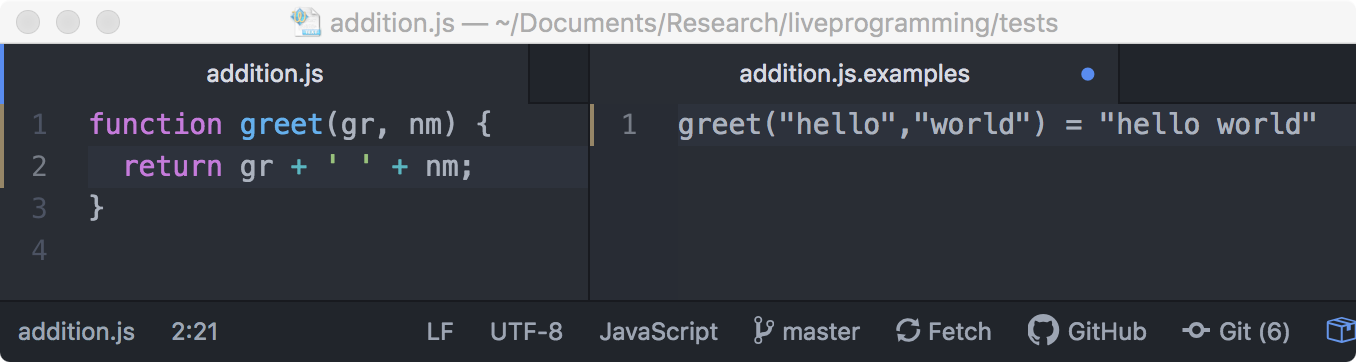 addition.js — ~/Documents/Research/liveprogramming/tests
addition.js
1 function greet(gr, nm) {
2   return gr + ' ' + nm;
3 }
4
addition.js.examples
1 greet("hello","world") = "hello world"
addition.js 2:21 LF UTF-8 JavaScript master Fetch GitHub Git (6)